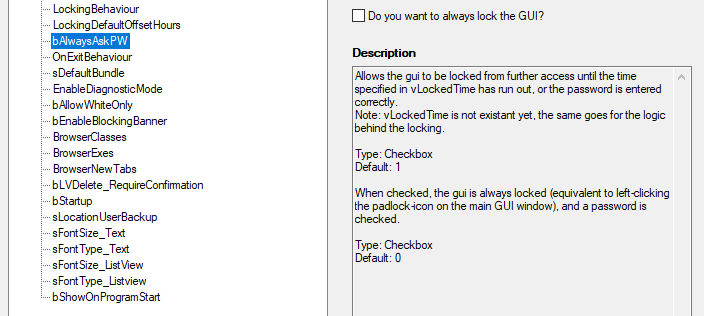 LockingBehaviour
LockingDefaultOffsetHours
bAlwaysAskPW
OnExitBehaviour
sDefaultBundle
EnableDiagnosticMode
bAllowWhiteOnly
bEnableBlockingBanner
BrowserClasses
BrowserExes
BrowserNewTabs
bLVDelete_RequireConfirmation
bStartup
sLocationUserBackup
sFontSize_Text
sFontType_Text
sFontSize_ListView
sFontType_Listview
bShowOnProgramStart
Do you want to always lock the GUI?
Description
Allows the gui to be locked from further access until the time
specified in vLockedTime has run out, or the password is entered
correctly.
Note: vLockedTime is not existant yet, the same goes for the logic
behind the locking.
Type: Checkbox
Default: 1
When checked, the gui is always locked (equivalent to left-clicking
the padlock-icon on the main GUI window), and a password is
checked.
Type: Checkbox
Default: 0